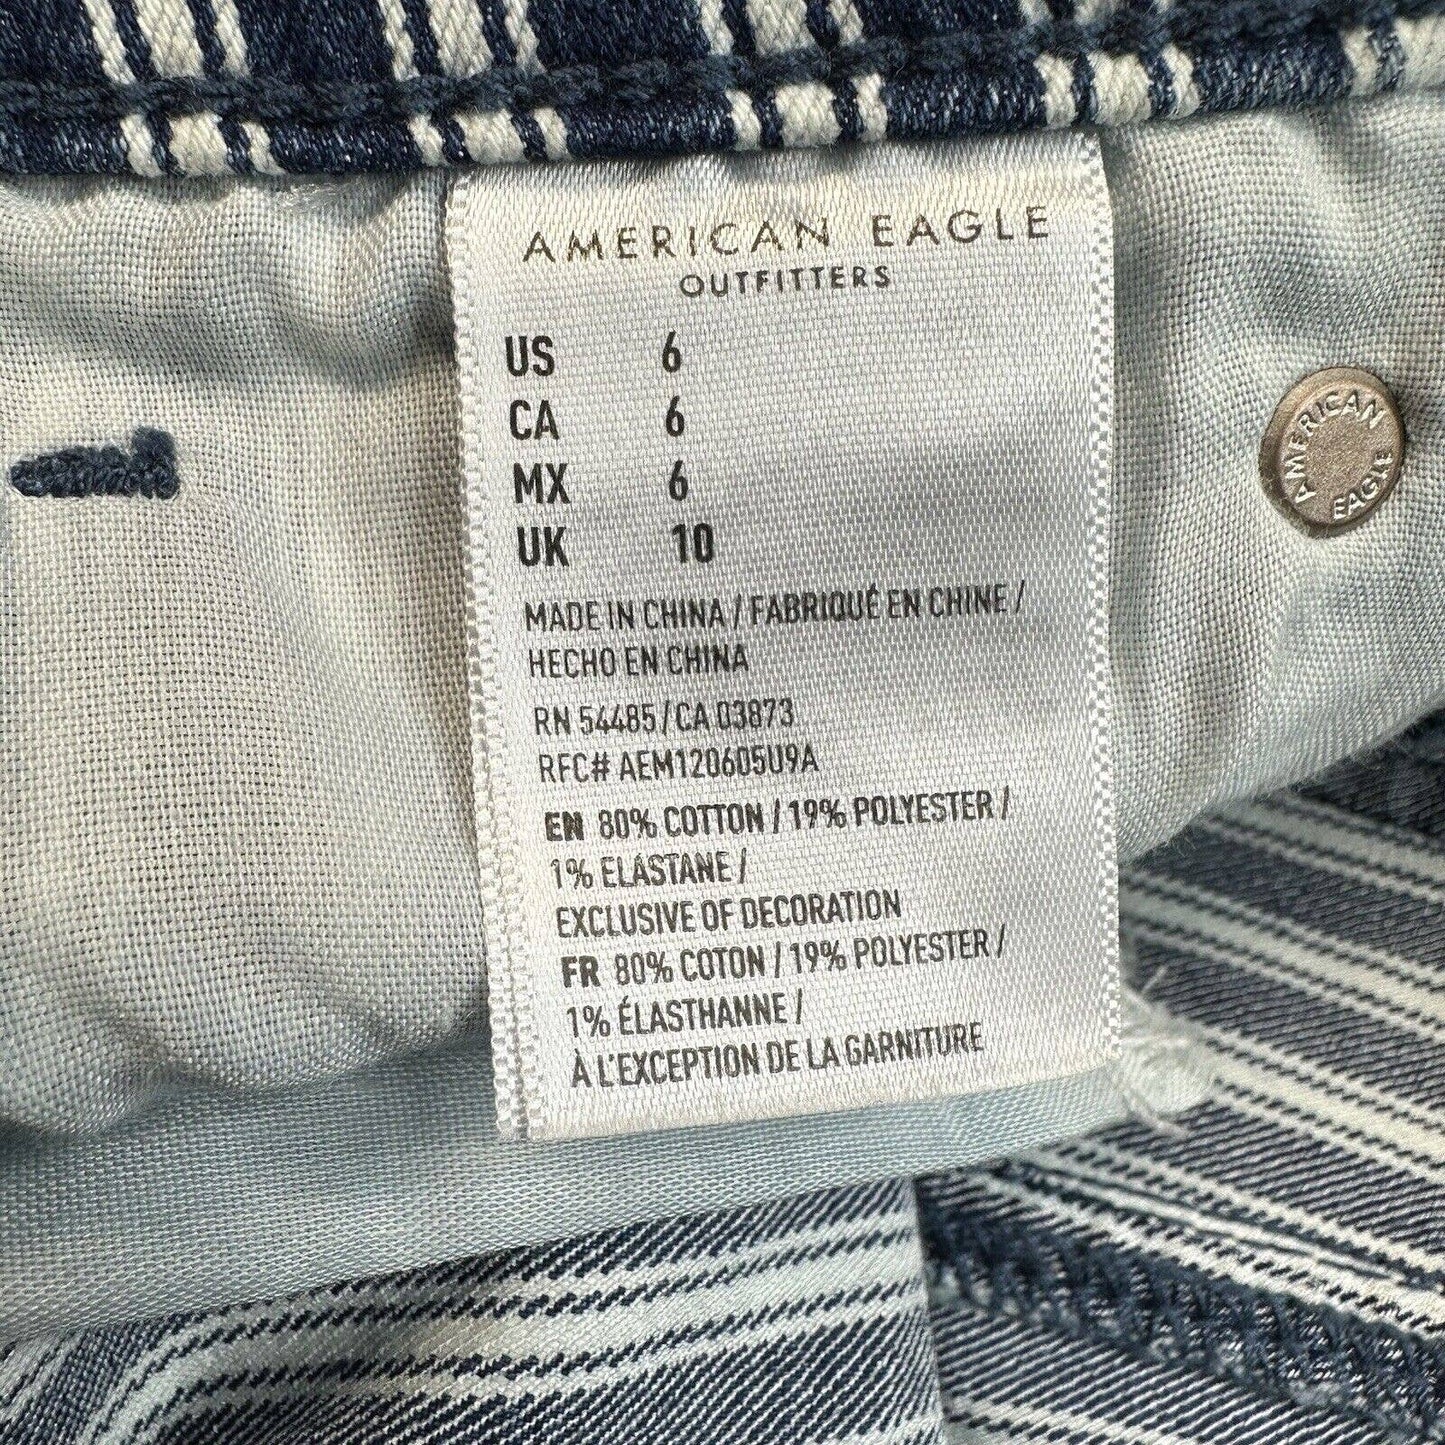 AMERICAN EAGLE
OUTFITTERS
US 6
CA 6
MX 6
UK 10
MADE IN CHINA / FABRIQUÉ EN CHINE /
HECHO EN CHINA
RN 54485 / CA 03873
RFC# AEM120605U9A
EN 80% COTTON / 19% POLYESTER /
1% ELASTANE /
EXCLUSIVE OF DECORATION
FR 80% COTON / 19% POLYESTER /
1% ÉLASTHANNE /
À L'EXCEPTION DE LA GARNITURE
AMERICAN
EAGLE